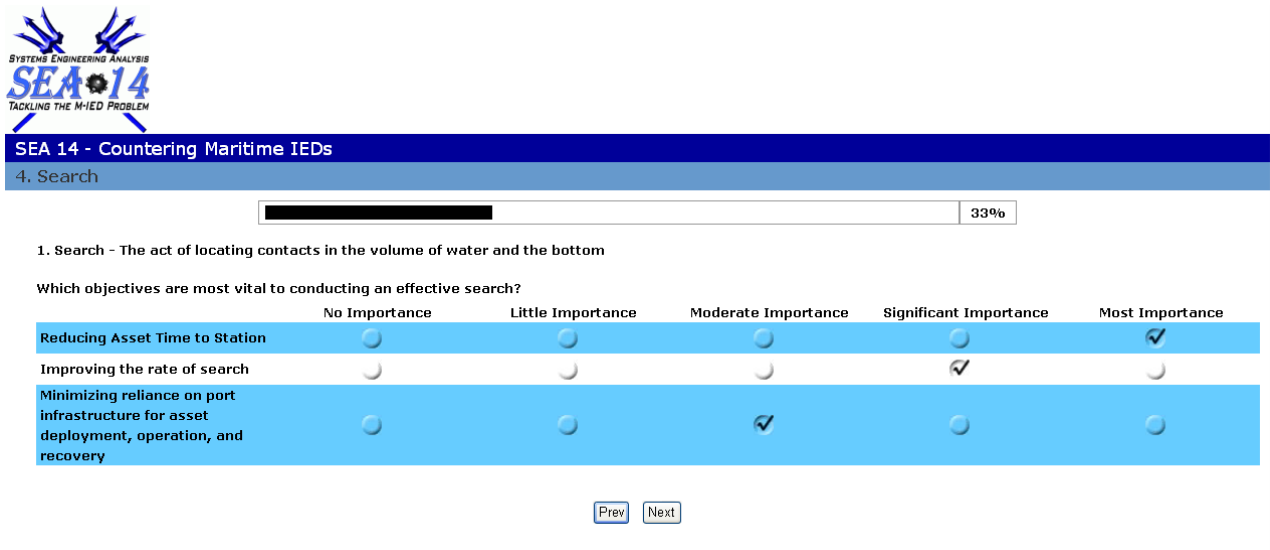 SYSTEMS ENGINEERING ANALYSIS
SEA 14
TACKLING THE M-IED PROBLEM
SEA 14 - Countering Maritime IEDs
4. Search
33%
1. Search - The act of locating contacts in the volume of water and the bottom
Which objectives are most vital to conducting an effective search?
No Importance Little Importance Moderate Importance Significant Importance Most Importance
Reducing Asset Time to Station
Improving the rate of search
Minimizing reliance on port
infrastructure for asset
deployment, operation, and
recovery
Prev Next